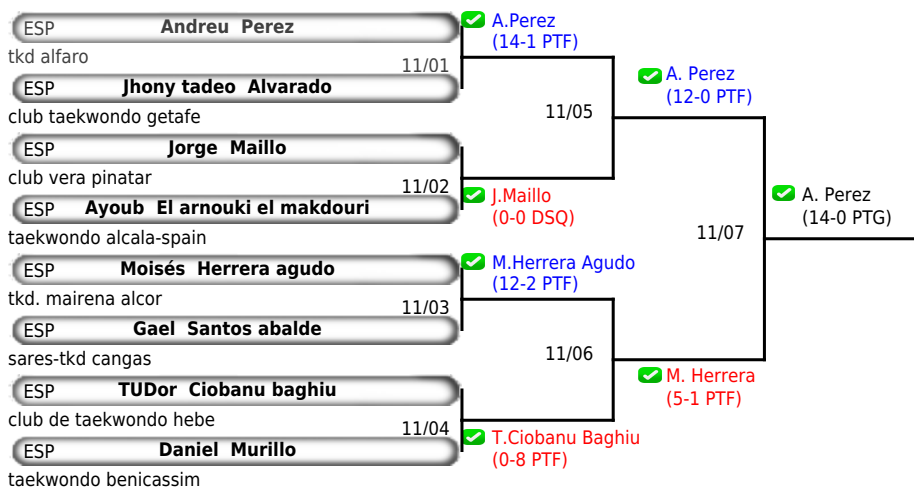 ESP Andreu Perez
tkd alfaro
11/01
ESP Jhony tadeo Alvarado
club taekwondo getafe
ESP Jorge Maillo
club vera pinatar
11/02
ESP Ayoub El arnouki el makdouri
taekwondo alcala-spain
ESP Moisés Herrera agudo
tkd. mairena alcor
11/03
ESP Gael Santos abalde
sares-tkd cangas
ESP TUDor Ciobanu baghiu
club de taekwondo hebe
11/04
ESP Daniel Murillo
taekwondo benicassim
A.Perez
(14-1 PTF)
11/05
J.Maillo
(0-0 DSQ)
M.Herrera Agudo
(12-2 PTF)
11/06
T.Ciobanu Baghiu
(0-8 PTF)
A. Perez
(12-0 PTF)
11/07
M. Herrera
(5-1 PTF)
A. Perez
(14-0 PTG)